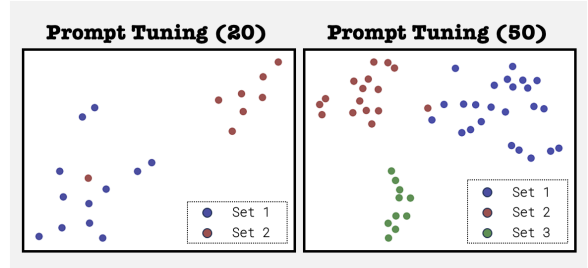 Prompt Tuning (20)
Prompt Tuning (50)
Set 1
Set 2
Set 1
Set 2
Set 3